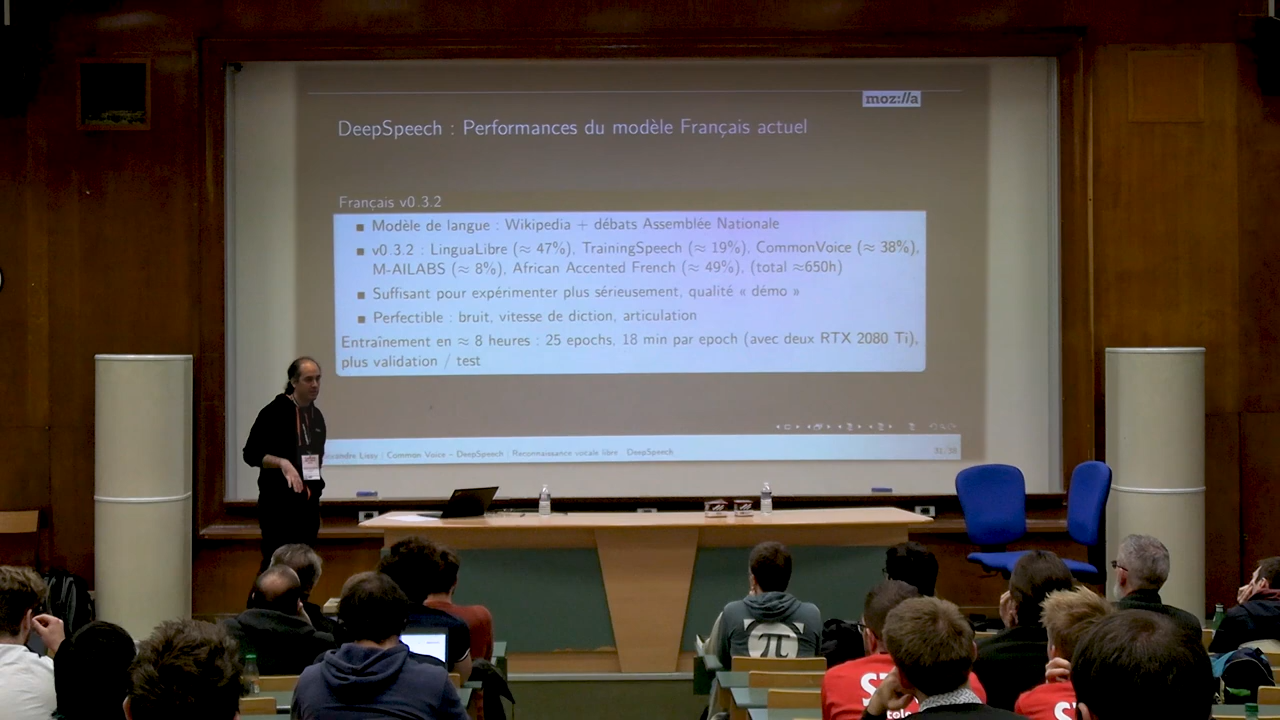 moz://a
DeepSpeech : Performances du modèle Français actuel
Français v0.3.2
Modèle de langue : Wikipedia + débats Assemblée Nationale
v0.3.2 : LinguaLibre (≈ 47%), TrainingSpeech (≈ 19%), CommonVoice (≈ 38%),
M-AILABS (≈ 8%), African Accented French (≈ 49%), (total ≈650h)
Suffisant pour expérimenter plus sérieusement, qualité « démo »
Perfectible : bruit, vitesse de diction, articulation
Entraînement en ≈ 8 heures : 25 epochs, 18 min par epoch (avec deux RTX 2080 Ti),
plus validation / test
Common Voice - DeepSpeech : Reconnaissance vocale libre DeepSpeech
π